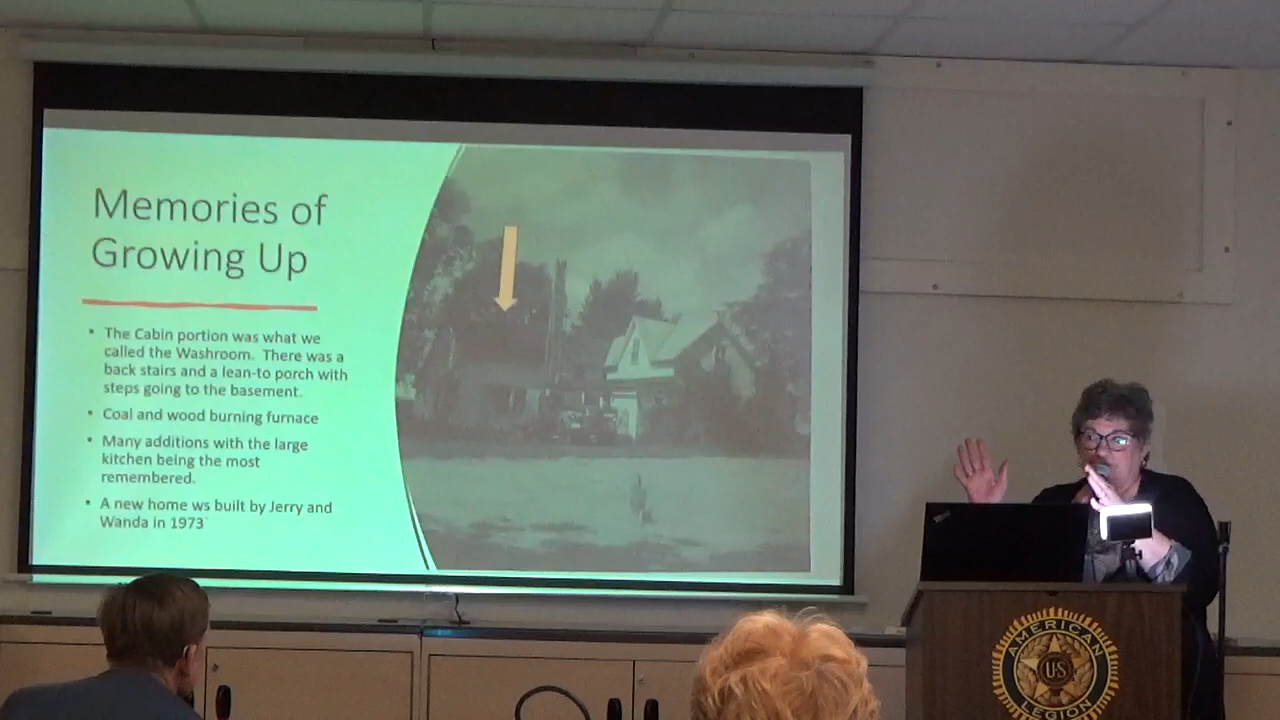 Memories of
Growing Up
• The Cabin portion was what we
called the Washroom. There was a
back stairs and a lean-to porch with
steps going to the basement.
• Coal and wood burning furnace
• Many additions with the large
kitchen being the most
remembered.
• A new home ws built by Jerry and
Wanda in 1973
AMERICAN
U·S
LEGION